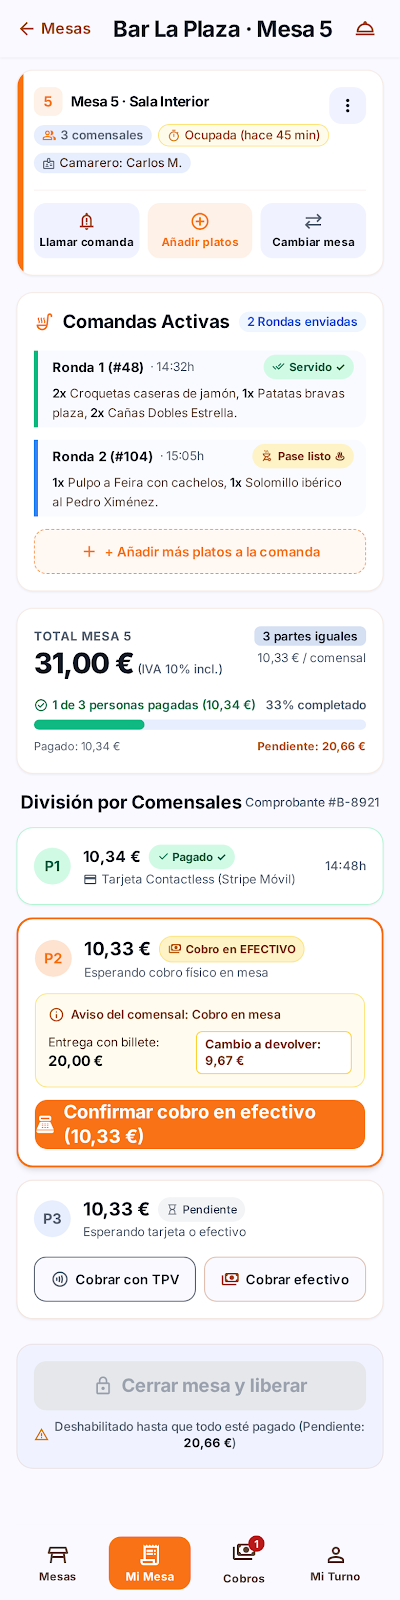 ← Mesas Bar La Plaza · Mesa 5
5 Mesa 5 · Sala Interior
3 comensales Ocupada (hace 45 min)
Camarero: Carlos M.
Llamar comanda Añadir platos Cambiar mesa
Comandas Activas 2 Rondas enviadas
Ronda 1 (#48) · 14:32h Servido ✓
2x Croquetas caseras de jamón, 1x Patatas bravas
plaza, 2x Cañas Dobles Estrella.
Ronda 2 (#104) · 15:05h Pase listo ♨
1x Pulpo a Feira con cachelos, 1x Solomillo ibérico
al Pedro Ximénez.
+ Añadir más platos a la comanda
TOTAL MESA 5 3 partes iguales
31,00 € (IVA 10% incl.) 10,33 € / comensal
1 de 3 personas pagadas (10,34 €) 33% completado
Pagado: 10,34 € Pendiente: 20,66 €
División por Comensales Comprobante #B-8921
P1 10,34 € Pagado ✓ 14:48h
Tarjeta Contactless (Stripe Móvil)
P2 10,33 € Cobro en EFECTIVO
Esperando cobro físico en mesa
Aviso del comensal: Cobro en mesa
Entrega con billete: Cambio a devolver:
20,00 € 9,67 €
Confirmar cobro en efectivo
(10,33 €)
P3 10,33 € Pendiente
Esperando tarjeta o efectivo
Cobrar con TPV Cobrar efectivo
Cerrar mesa y liberar
Deshabilitado hasta que todo esté pagado (Pendiente:
20,66 €)
1
Mesas Mi Mesa Cobros Mi Turno